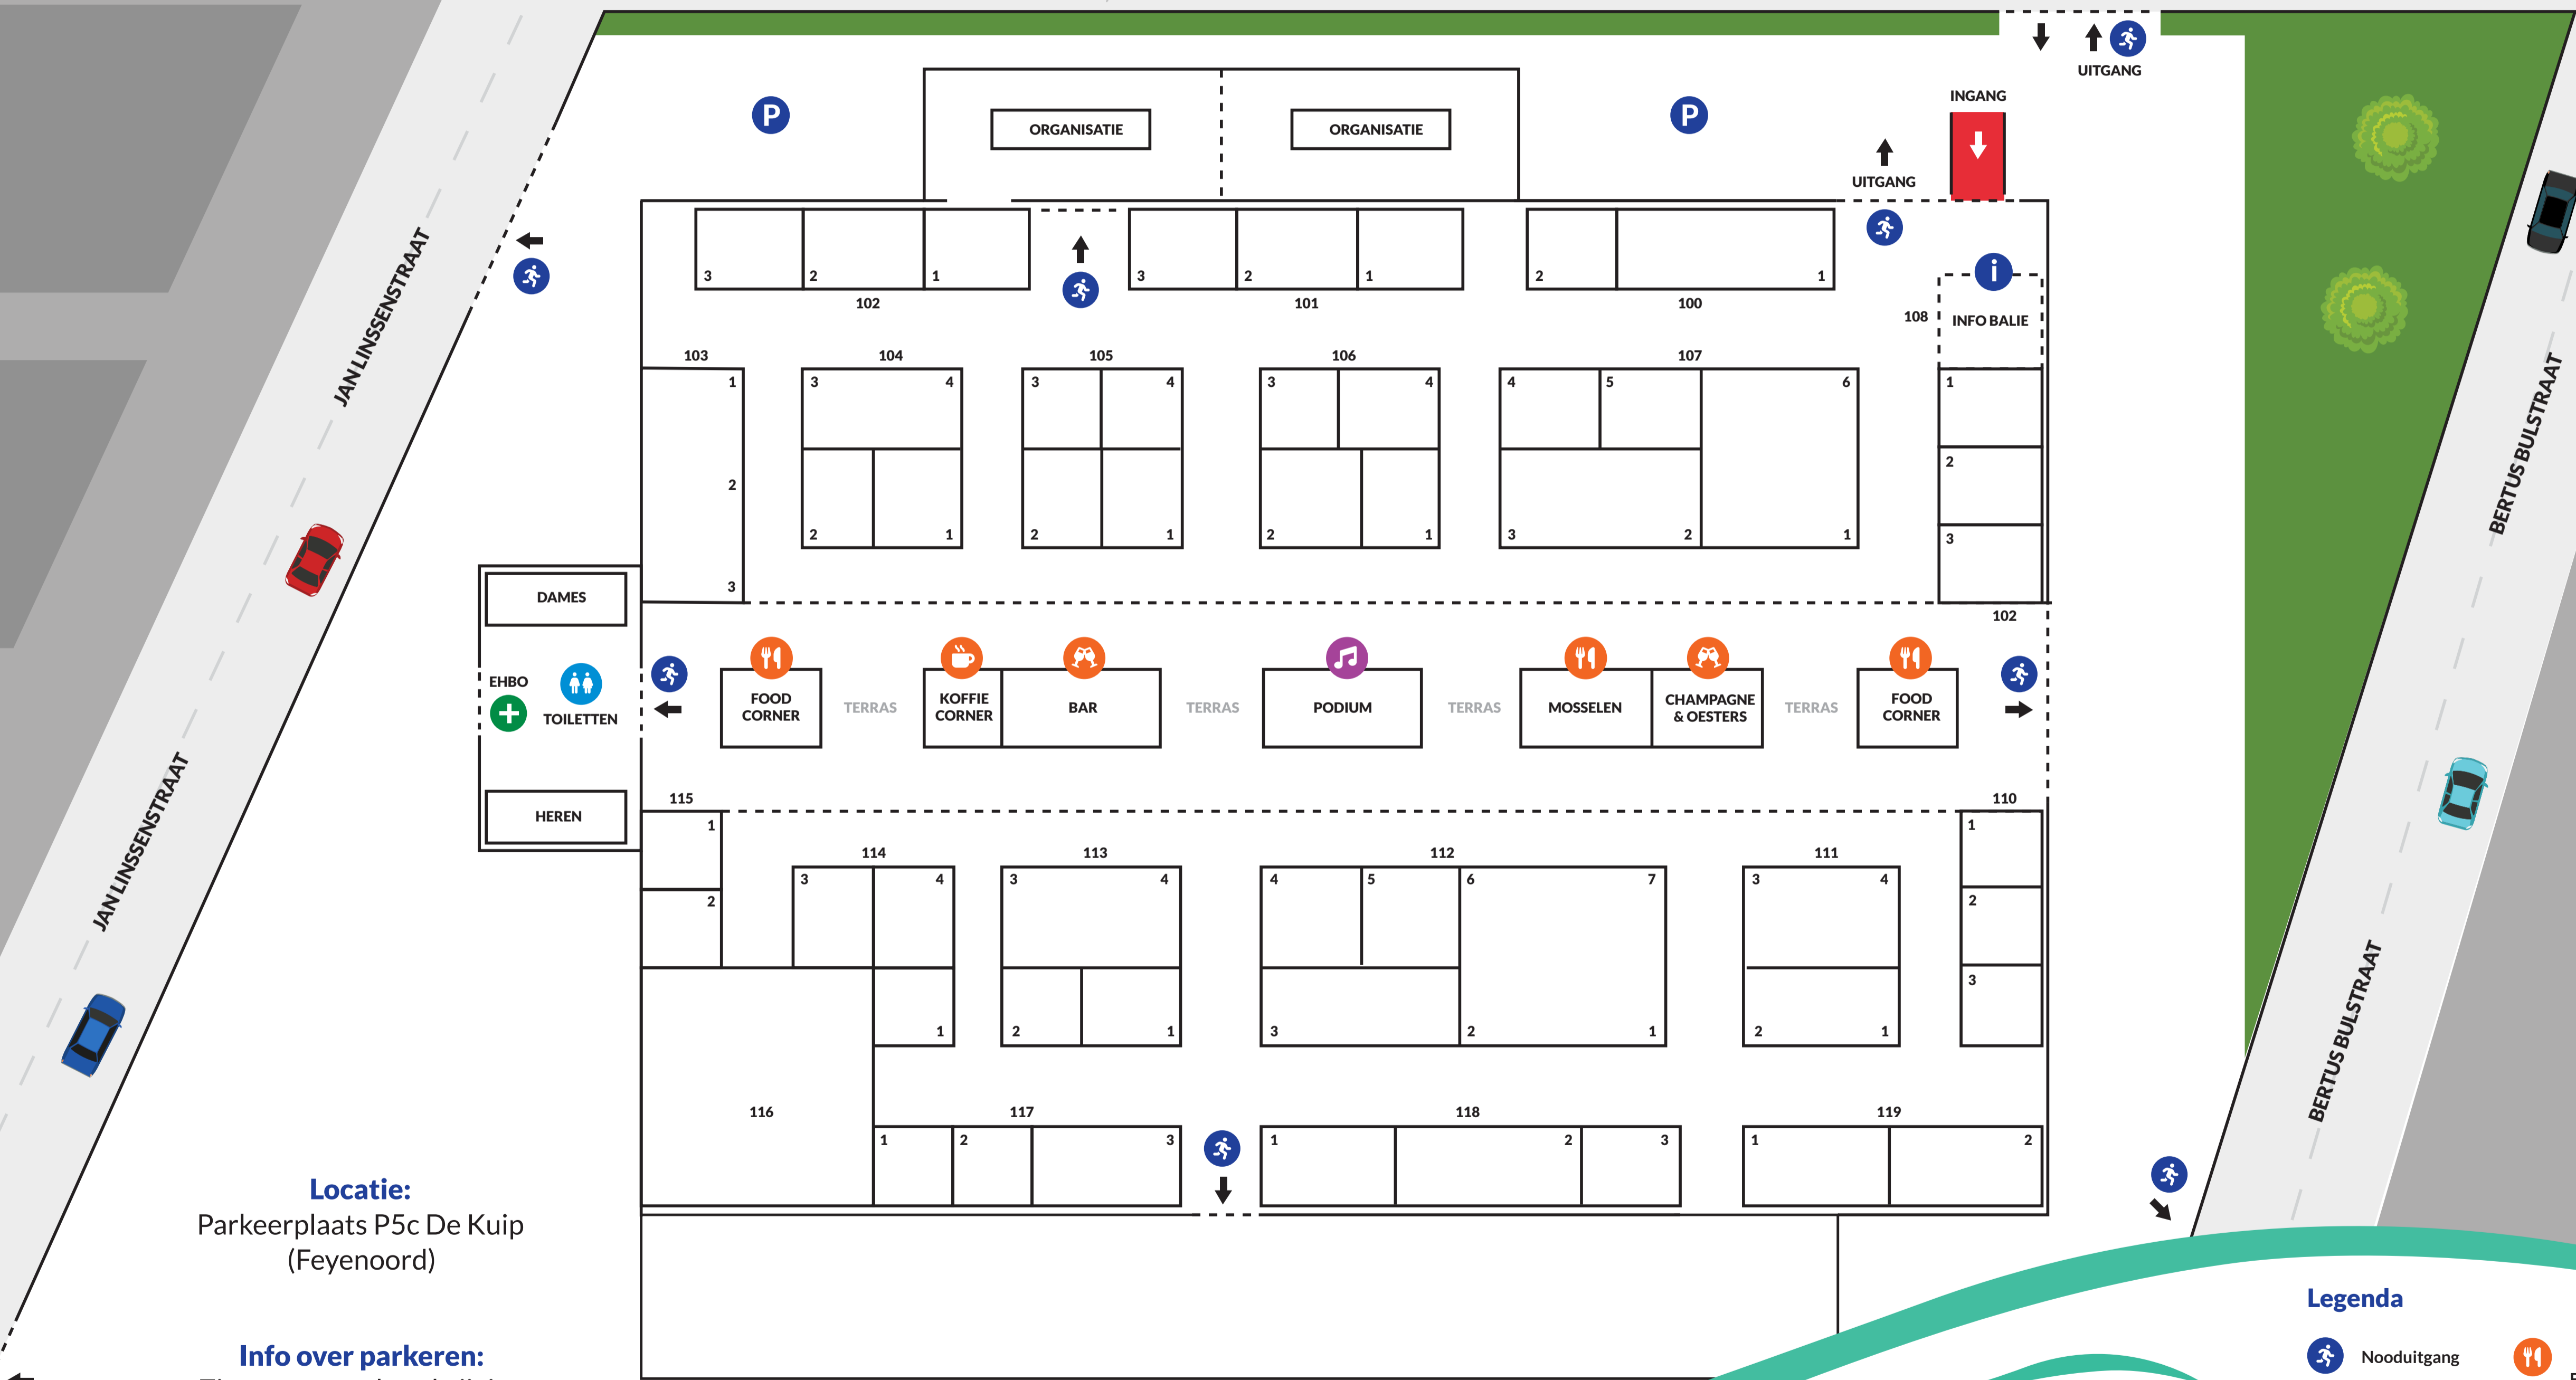 UITGANG
INGANG
P
P
ORGANISATIE
ORGANISATIE
UITGANG
JAN LINSSENSTRAAT
3 2 1
3 2 1
2 1
102
101
100
i
108
INFO BALIE
103
104
105
106
107
1
3 4
3 4
3 4
4 5 6
1
2
2
3
2 1
2 1
2 1
3 2 1
3
BERTUS BULSTRAAT
DAMES
102
EHBO
TOILETTEN
FOOD
CORNER
TERRAS
KOFFIE
CORNER
BAR
TERRAS
PODIUM
TERRAS
MOSSELEN
CHAMPAGNE
& OESTERS
TERRAS
FOOD
CORNER
HEREN
JAN LINSSENSTRAAT
115
110
1
1
114
113
112
111
2
3 4
3 4
4 5 6 7
3 4
2
3
1
2 1
3 2 1
2 1
BERTUS BULSTRAAT
116
117
118
119
1 2 3
1 2 3
1 2
Locatie:
Parkeerplaats P5c De Kuip
(Feyenoord)
Info over parkeren:
Legenda
Nooduitgang